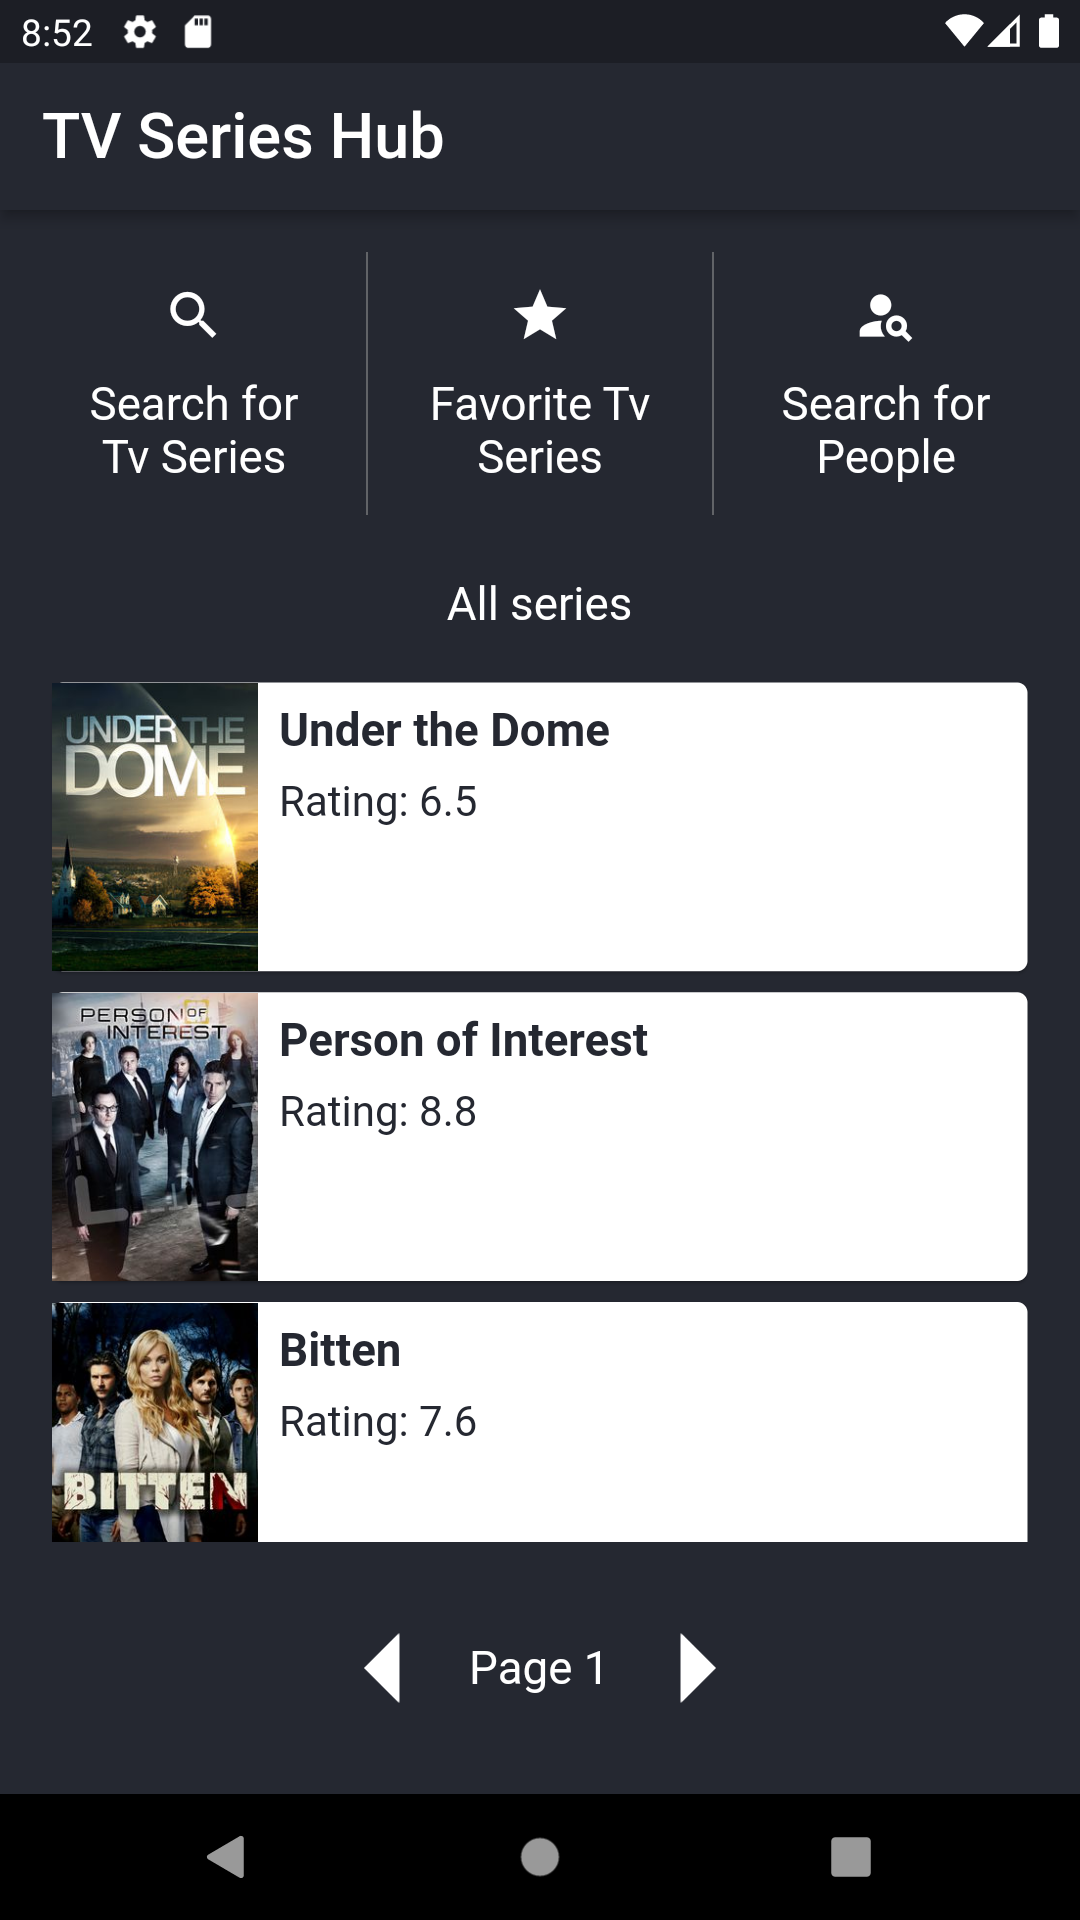 8:52
TV Series Hub
Search for
Tv Series
Favorite Tv
Series
Search for
People
All series
UNDER THE
DOME
Under the Dome
Rating: 6.5
PERSON OF
INTEREST
Person of Interest
Rating: 8.8
BITTEN
Bitten
Rating: 7.6
Page 1